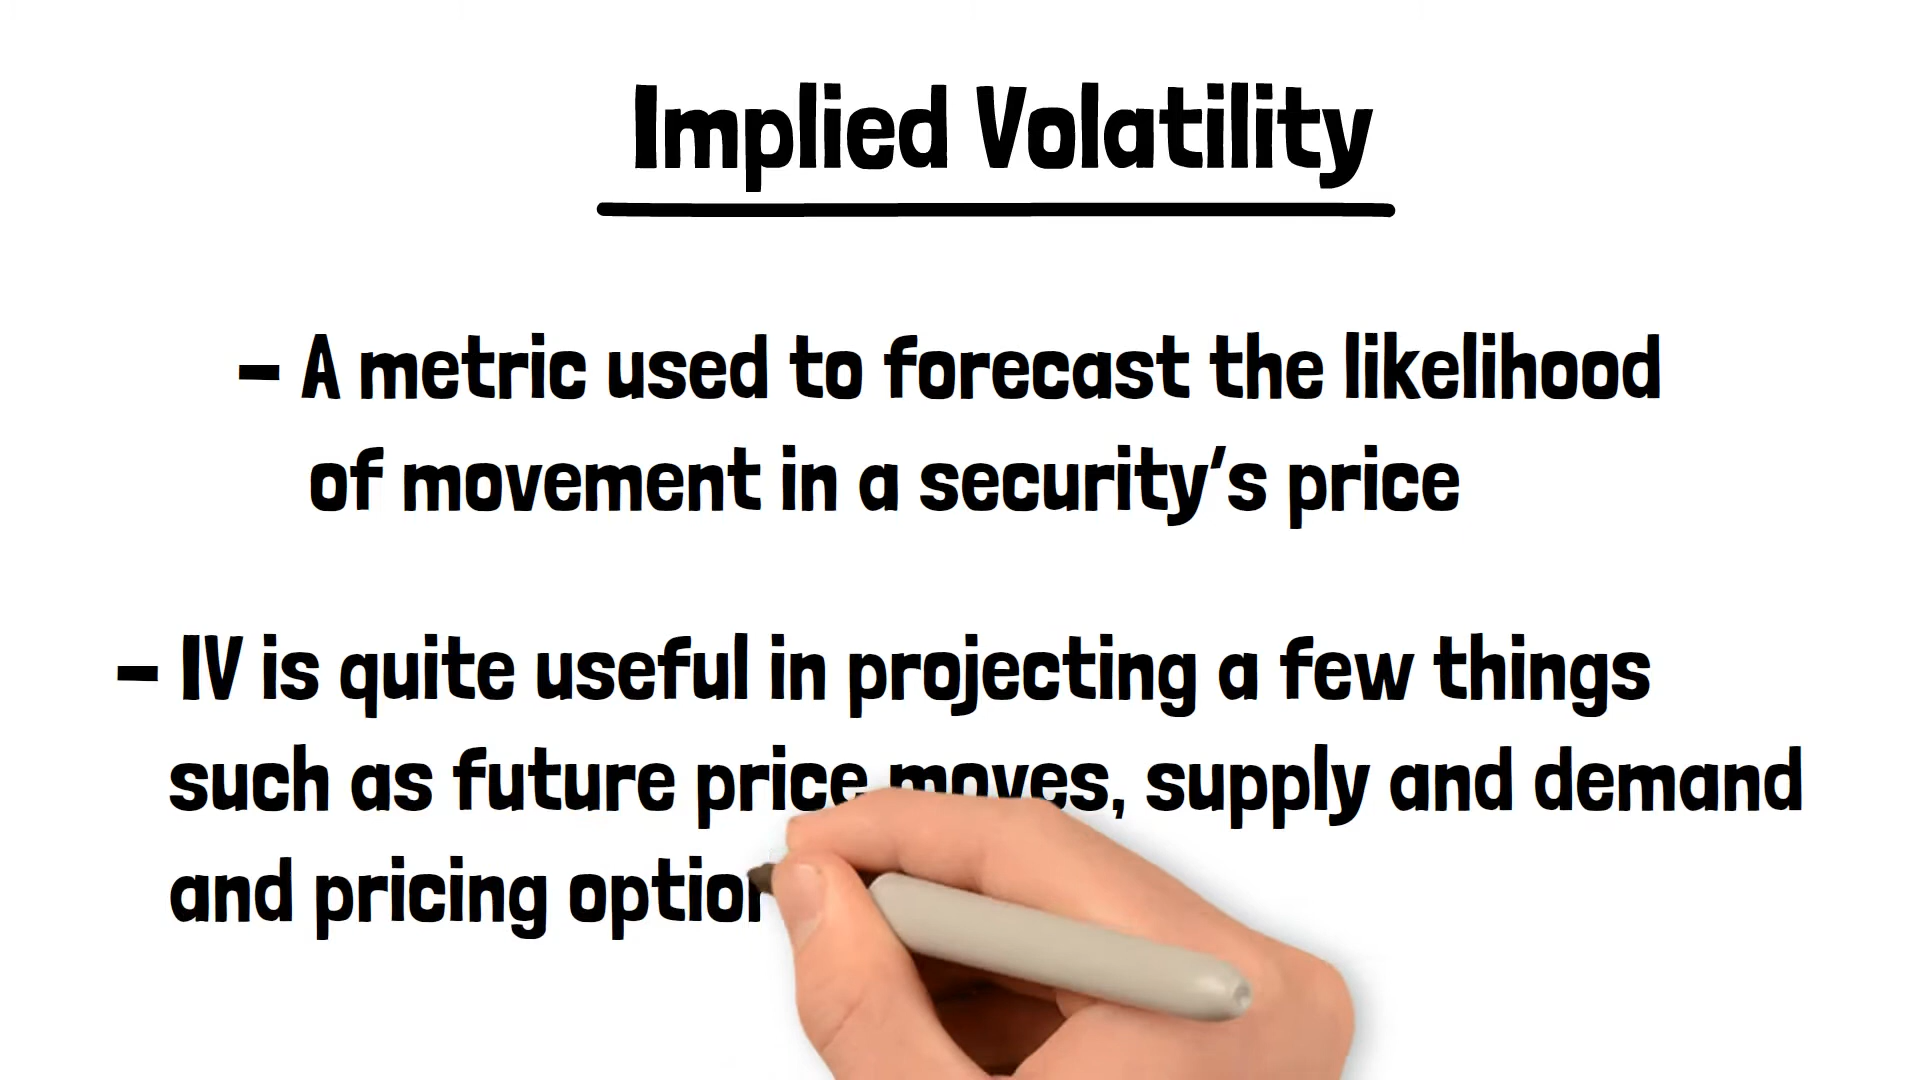 Implied Volatility
- A metric used to forecast the likelihood
of movement in a security's price
- IV is quite useful in projecting a few things
such as future price moves, supply and demand
and pricing